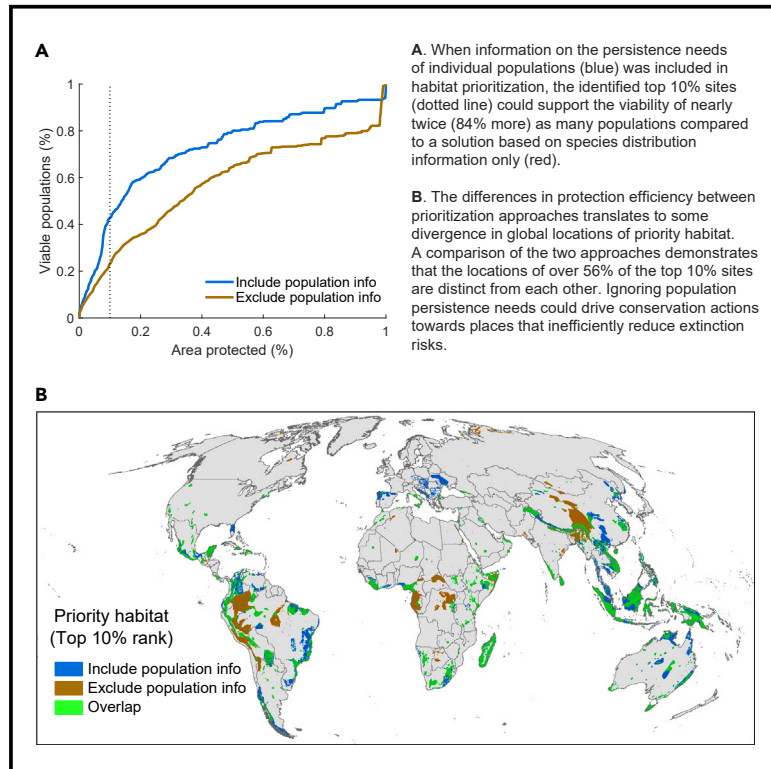 A
1
0.8
0.6
0.4
0.2
0
Viable populations (%)
0
0.2
0.4
0.6
0.8
1
Area protected (%)
Include population info
Exclude population info
A. When information on the persistence needs
of individual populations (blue) was included in
habitat prioritization, the identified top 10% sites
(dotted line) could support the viability of nearly
twice (84% more) as many populations compared
to a solution based on species distribution
information only (red).
B. The differences in protection efficiency between
prioritization approaches translates to some
divergence in global locations of priority habitat.
A comparison of the two approaches demonstrates
that the locations of over 56% of the top 10% sites
are distinct from each other. Ignoring population
persistence needs could drive conservation actions
towards places that inefficiently reduce extinction
risks.
B
Priority habitat
(Top 10% rank)
Include population info
Exclude population info
Overlap